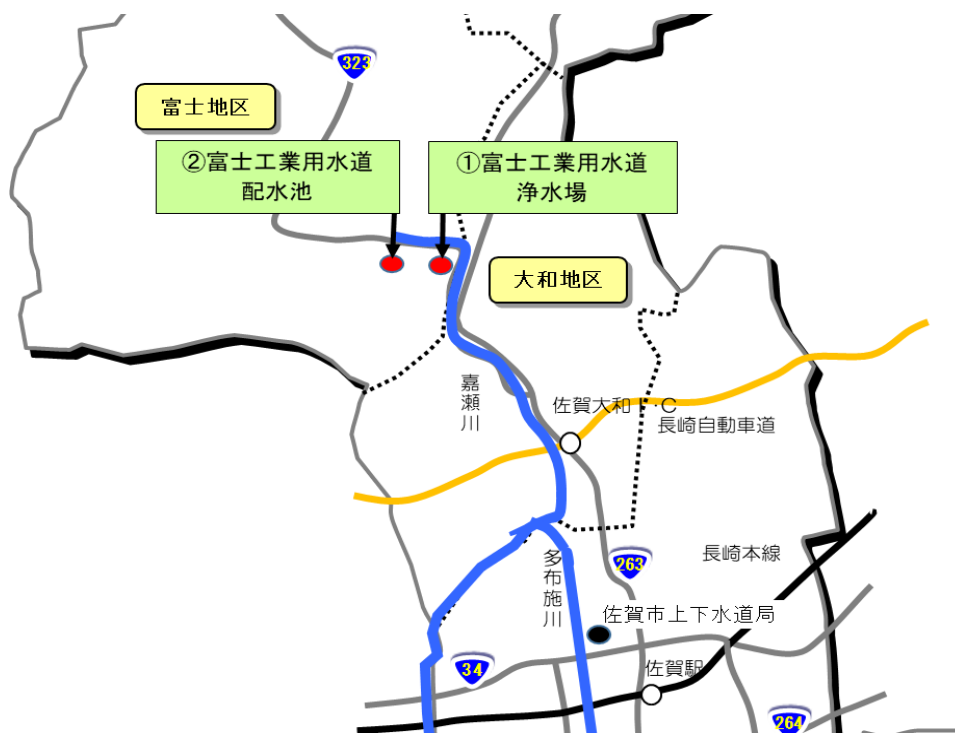 323
富士地区
②富士工業用水道
配水池
①富士工業用水道
浄水場
大和地区
嘉瀬川
佐賀大和I・C
長崎自動車道
長崎本線
多布施川
263
佐賀市上下水道局
佐賀駅
34
264